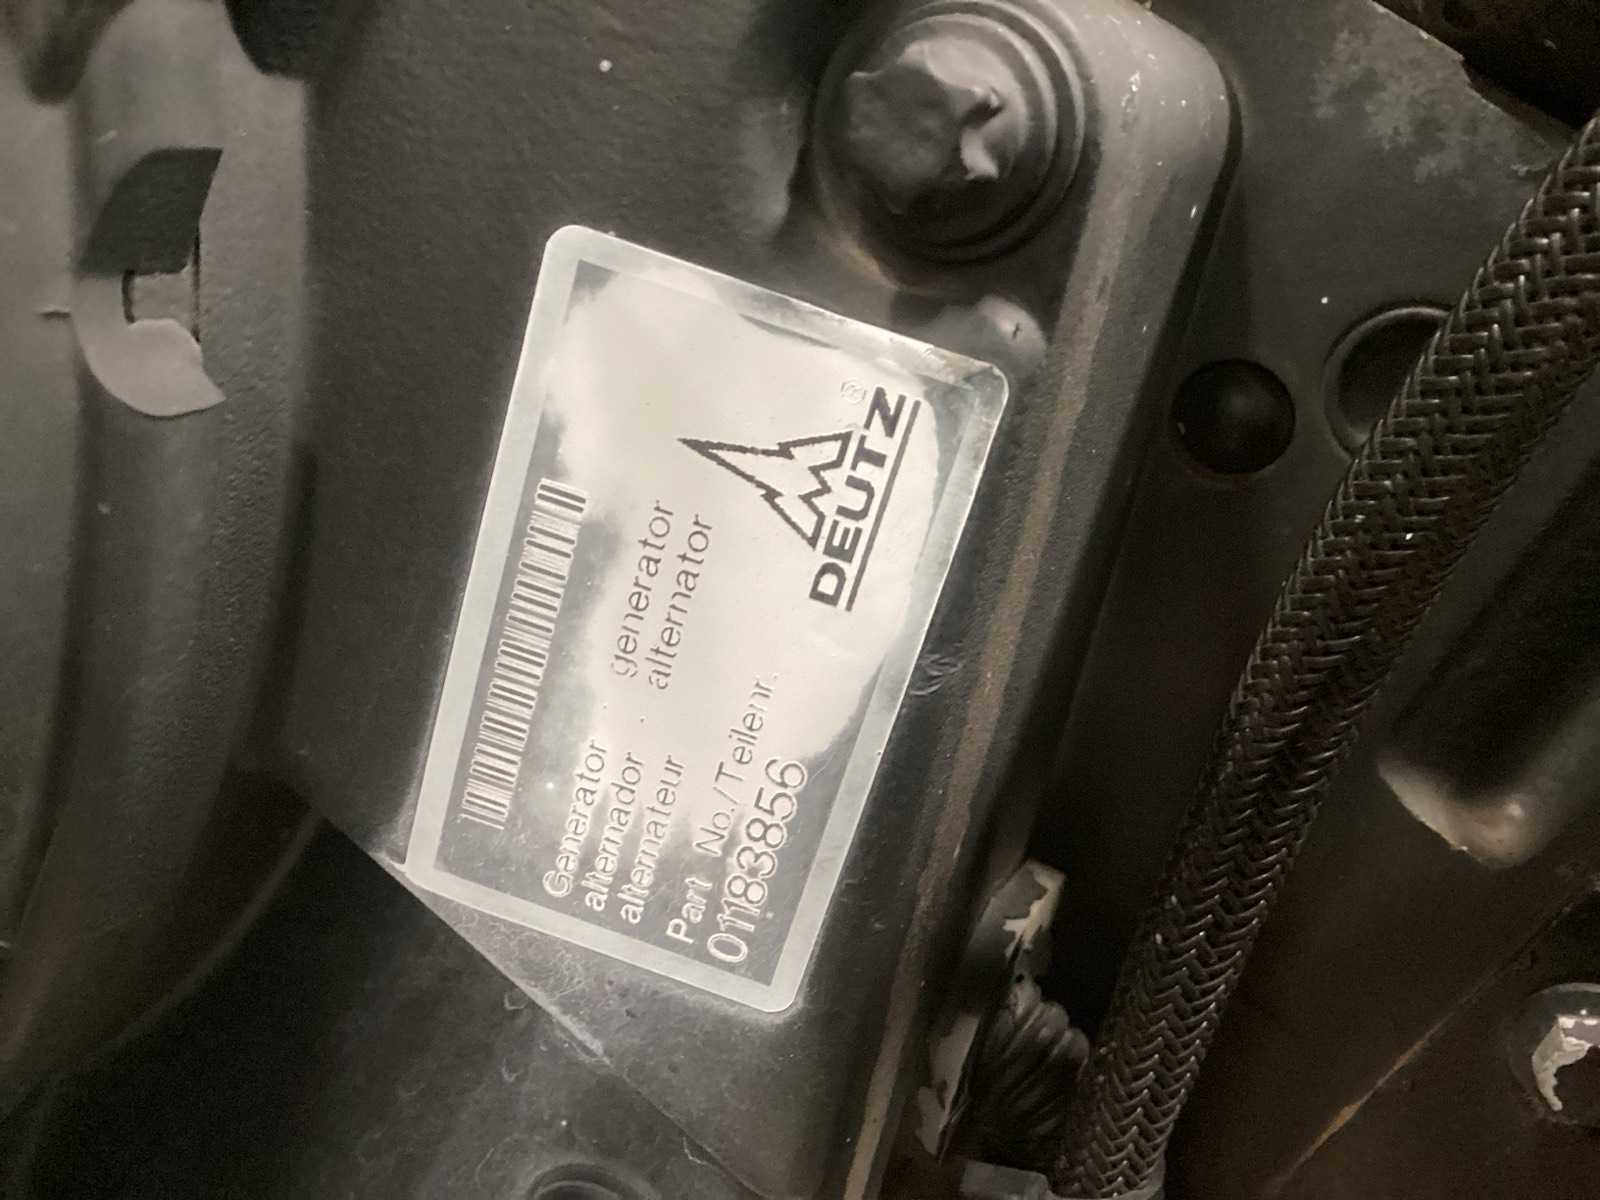 DEUTZ
®
Generator generator
alternador · alternator
alternateur
Part No./Teilenr.
01183856